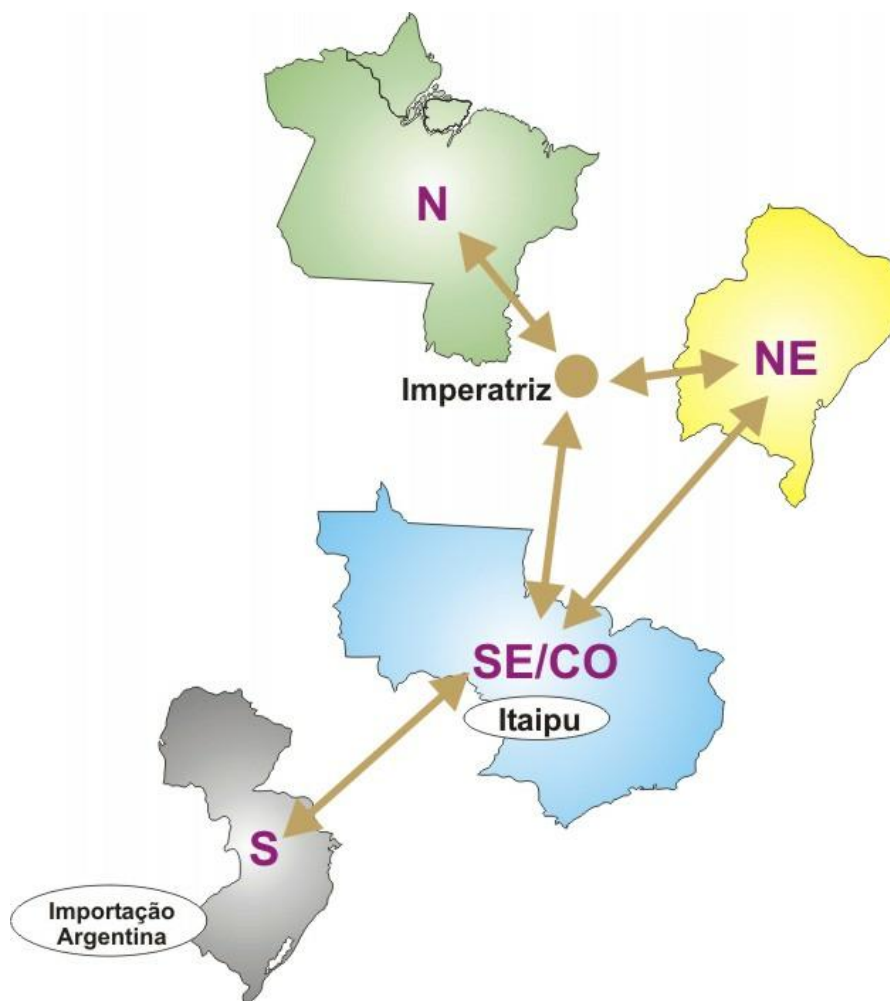 N
NE
Imperatriz
SE/CO
Itaipu
S
Importação
Argentina